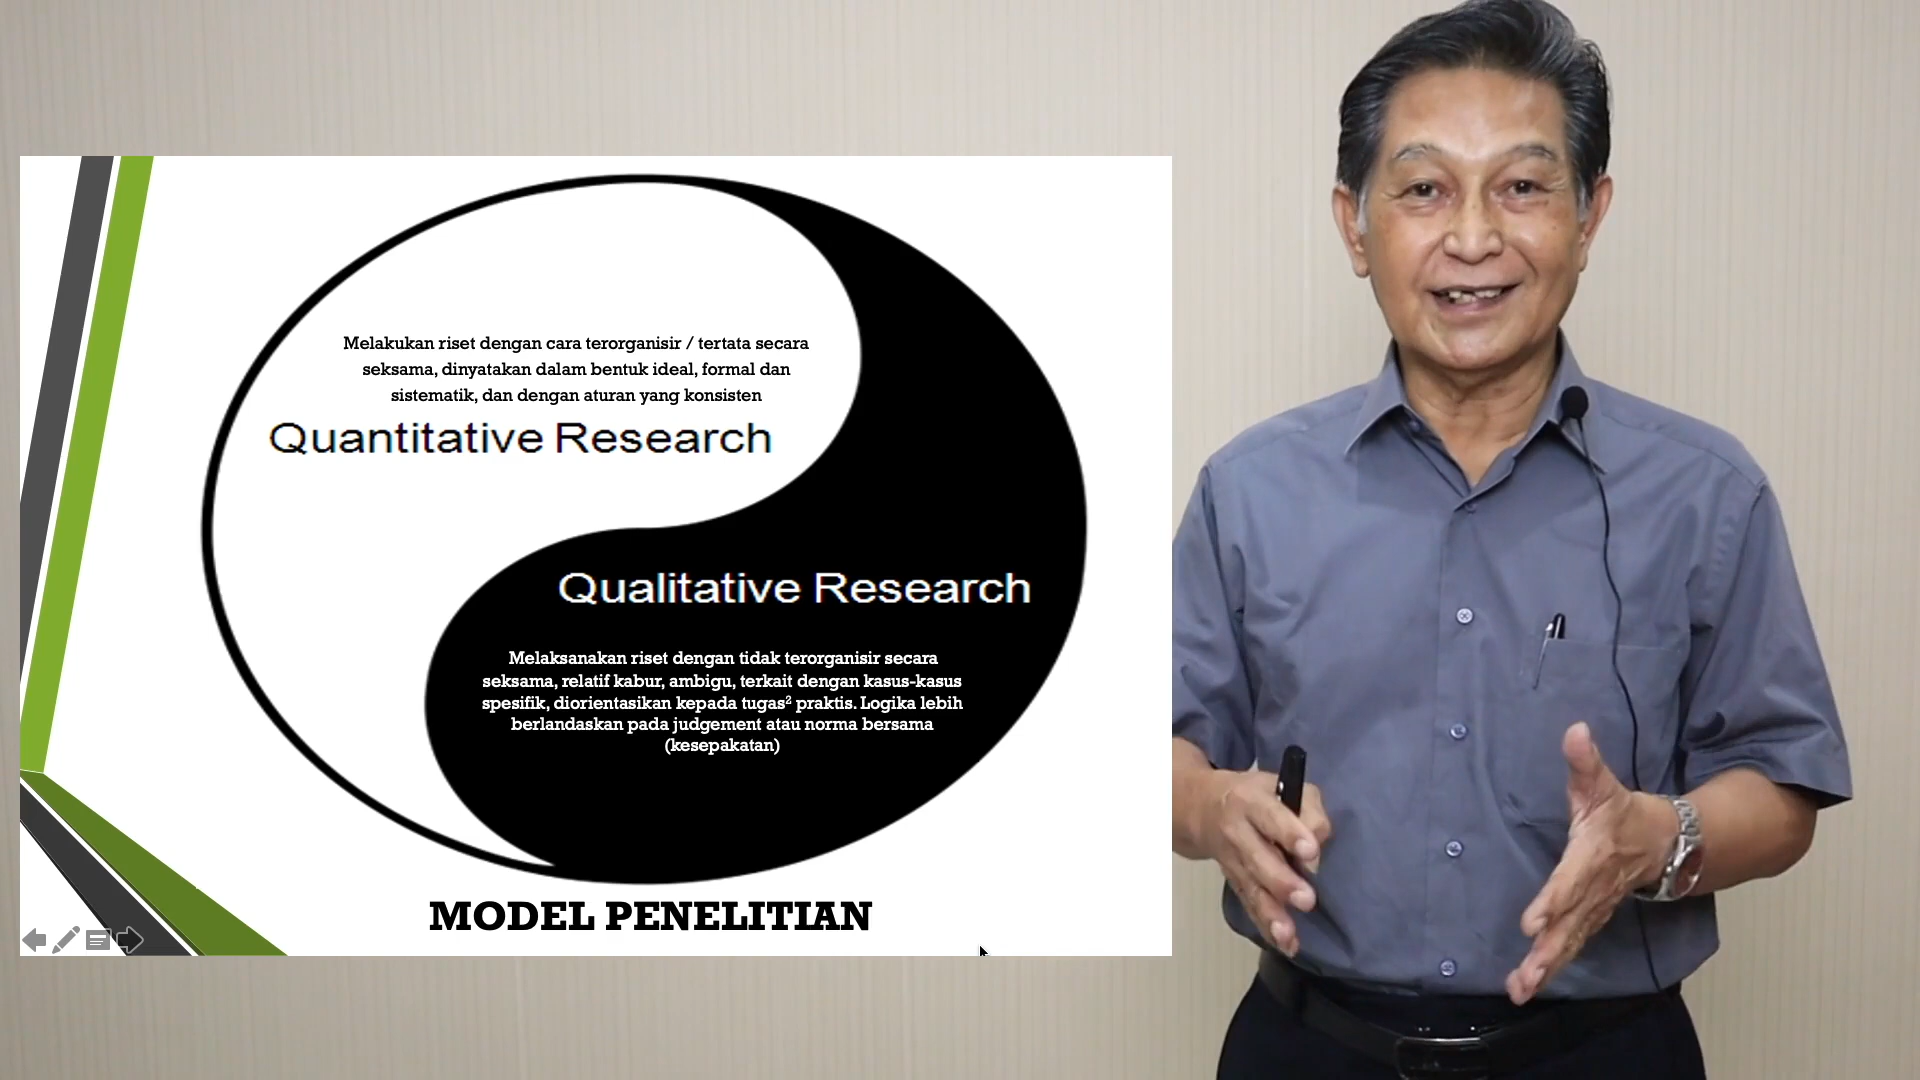 Melakukan riset dengan cara terorganisir / tertata secara
seksama, dinyatakan dalam bentuk ideal, formal dan
sistematik, dan dengan aturan yang konsisten
Quantitative Research
Qualitative Research
Melaksanakan riset dengan tidak terorganisir secara
seksama, relatif kabur, ambigu, terkait dengan kasus-kasus
spesifik, diorientasikan kepada tugas² praktis. Logika lebih
berlandaskan pada judgement atau norma bersama
(kesepakatan)
MODEL PENELITIAN